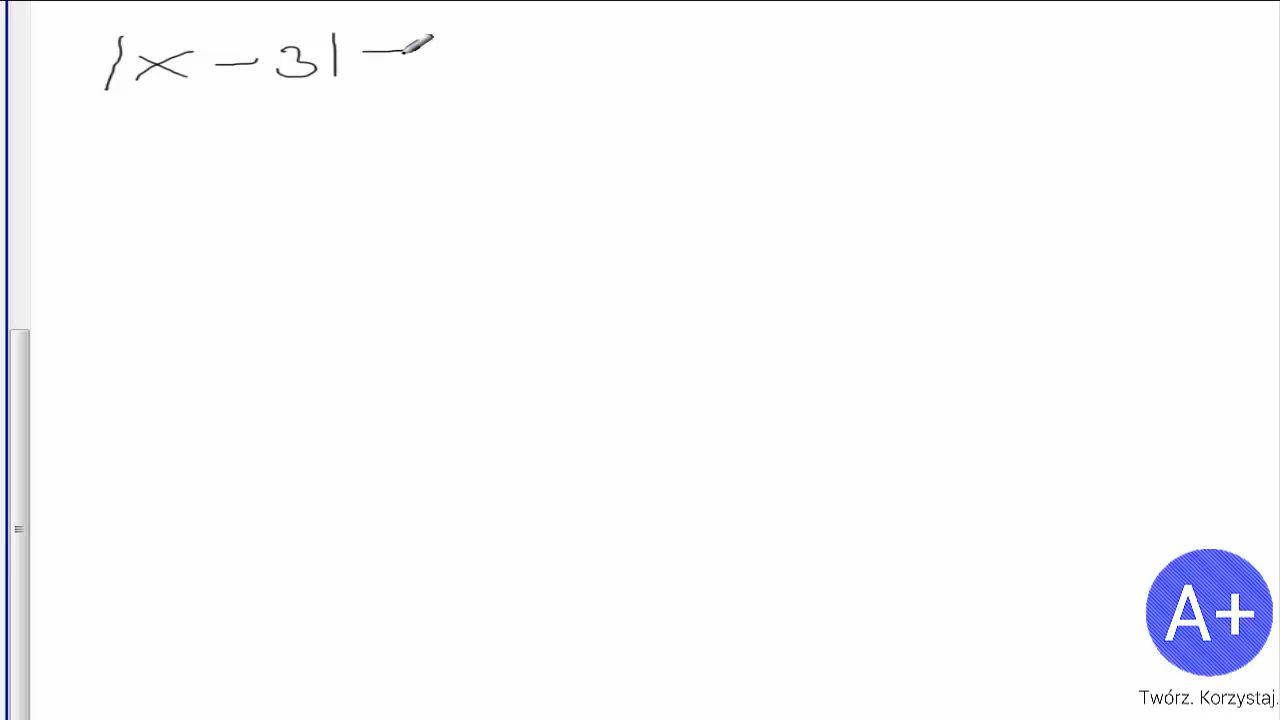 |x - 3| -
A+
Twórz. Korzystaj.